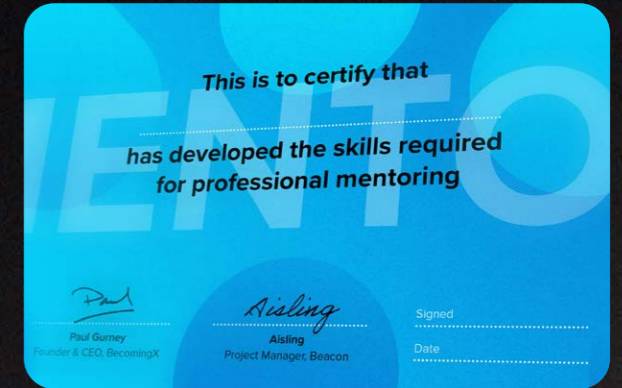 This is to certify that
MENTO
has developed the skills required
for professional mentoring
Paul
Paul Gurney
Founder & CEO, BecomingX
Aisling
Aisling
Project Manager, Beacon
Signed
Date